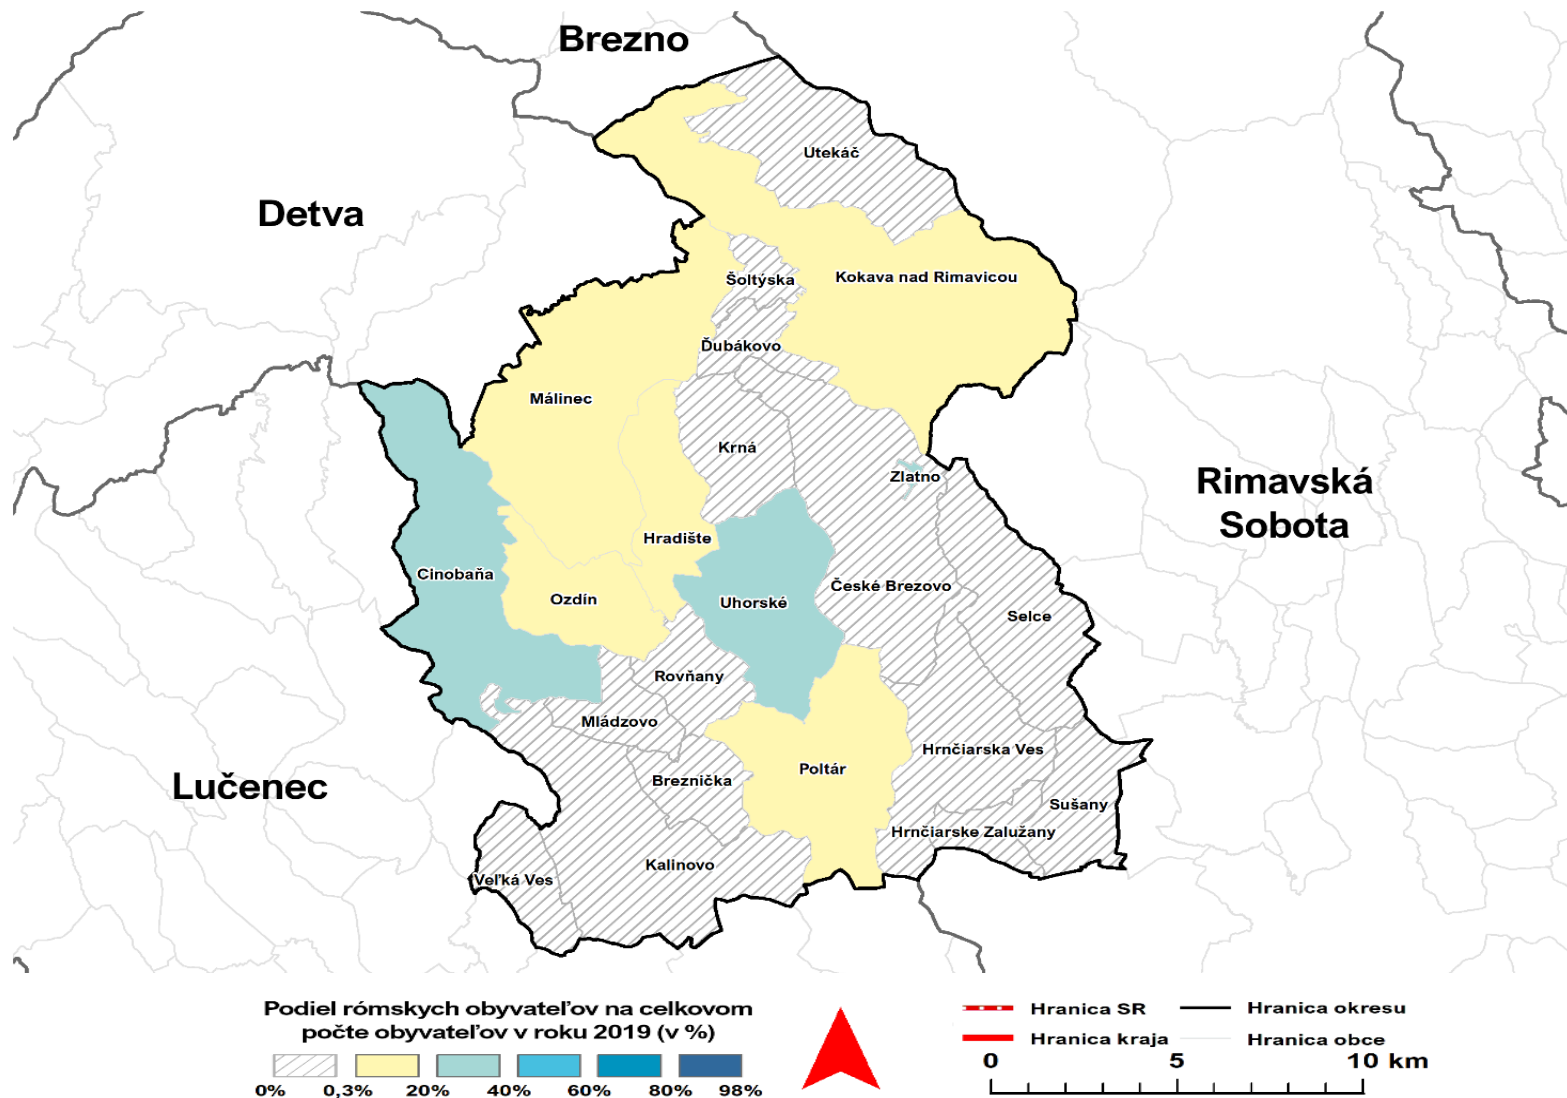 Brezno
Utekáč
Detva
Šoltýska
Kokava nad Rimavicou
Ďubákovo
Málinec
Krná
Zlatno
Rimavská
Sobota
Hradište
Cinobaňa
České Brezovo
Ozdín
Uhorské
Selce
Rovňany
Mládzovo
Hrnčiarska Ves
Poltár
Breznička
Lučenec
Sušany
Hrnčiarske Zalužany
Kalinovo
Veľká Ves
Podiel rómskych obyvateľov na celkovom
počte obyvateľov v roku 2019 (v %)
0% 0,3% 20% 40% 60% 80% 98%
Hranica SR
Hranica okresu
Hranica kraja
Hranica obce
0 5 10 km